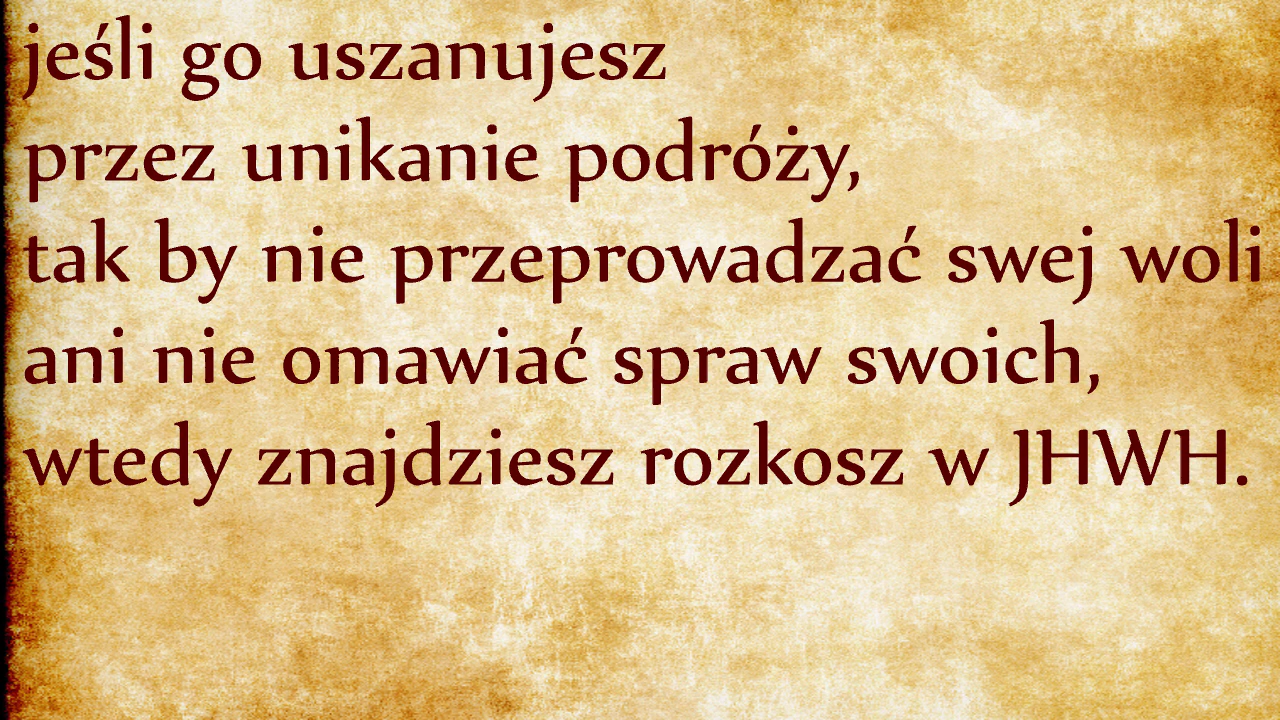 jeśli go uszanujesz
przez unikanie podróży,
tak by nie przeprowadzać swej woli
ani nie omawiać spraw swoich,
wtedy znajdziesz rozkosz w JHWH.